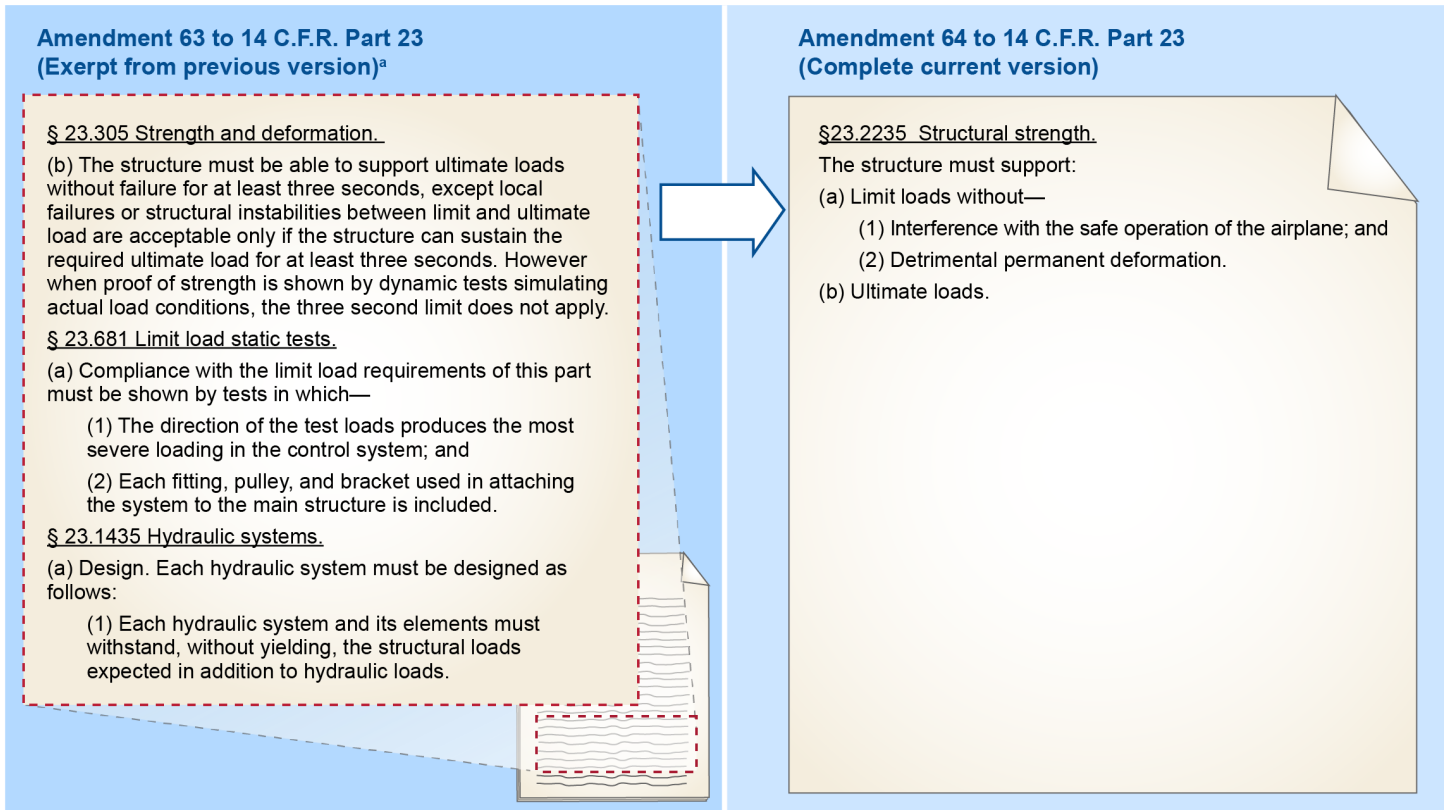 Amendment 63 to 14 C.F.R. Part 23
(Exerpt from previous version)ª
§ 23.305 Strength and deformation.
(b) The structure must be able to support ultimate loads
without failure for at least three seconds, except local
failures or structural instabilities between limit and ultimate
load are acceptable only if the structure can sustain the
required ultimate load for at least three seconds. However
when proof of strength is shown by dynamic tests simulating
actual load conditions, the three second limit does not apply.
§ 23.681 Limit load static tests.
(a) Compliance with the limit load requirements of this part
must be shown by tests in which—
(1) The direction of the test loads produces the most
severe loading in the control system; and
(2) Each fitting, pulley, and bracket used in attaching
the system to the main structure is included.
§ 23.1435 Hydraulic systems.
(a) Design. Each hydraulic system must be designed as
follows:
(1) Each hydraulic system and its elements must
withstand, without yielding, the structural loads
expected in addition to hydraulic loads.
Amendment 64 to 14 C.F.R. Part 23
(Complete current version)
§23.2235 Structural strength.
The structure must support:
(a) Limit loads without—
(1) Interference with the safe operation of the airplane; and
(2) Detrimental permanent deformation.
(b) Ultimate loads.